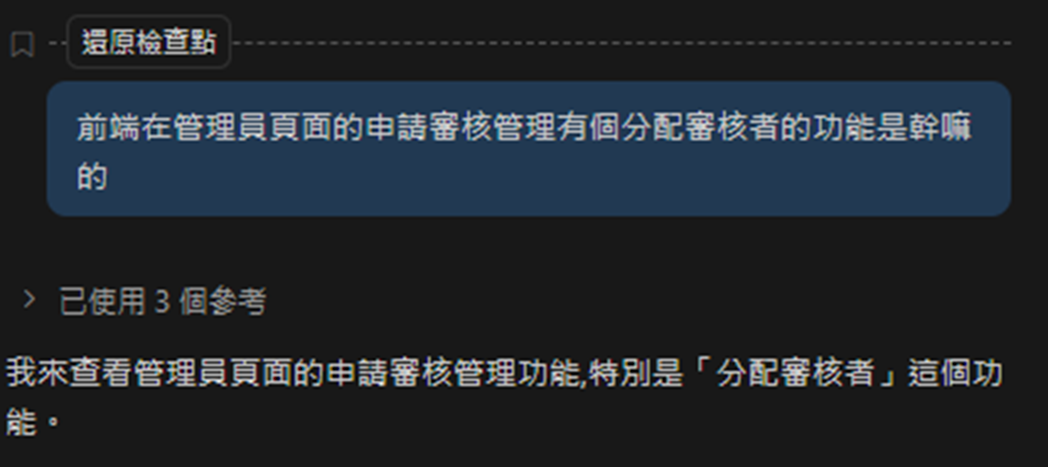 還原檢查點
前端在管理員頁面的申請審核管理有個分配審核者的功能是幹嘛
的
已使用 3 個參考
我來查看管理員頁面的申請審核管理功能,特別是「分配審核者」這個功
能。